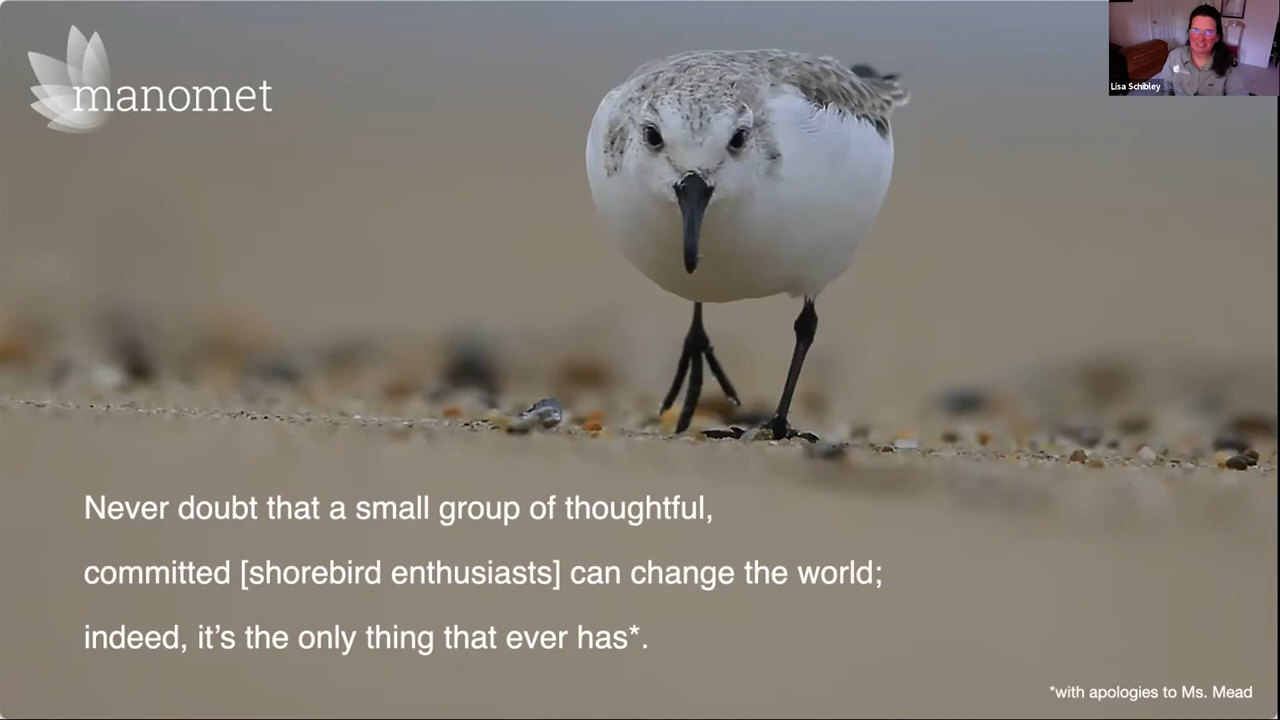 manomet
Lisa Schibley
Never doubt that a small group of thoughtful,
committed [shorebird enthusiasts] can change the world;
indeed, it’s the only thing that ever has*.
*with apologies to Ms. Mead